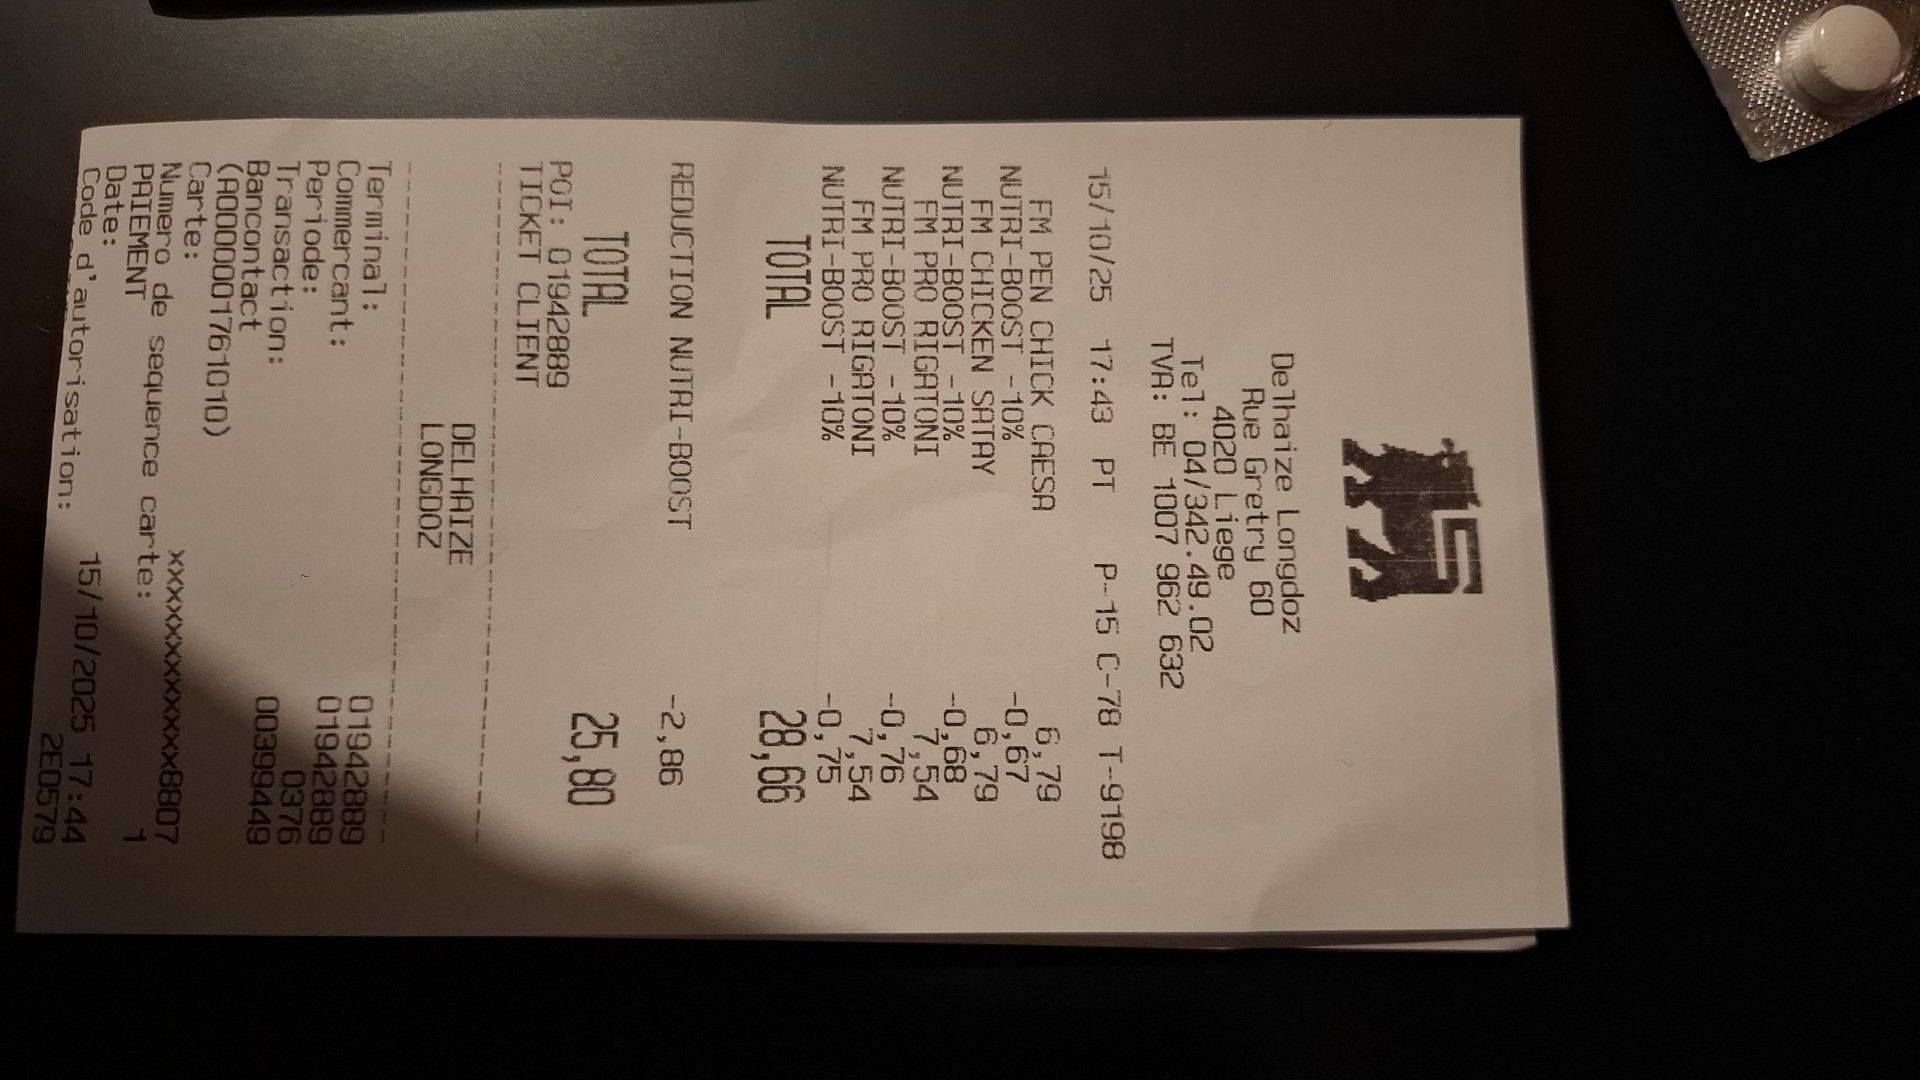 Delhaize Longdoz
Rue Gretry 60
4020 Liege
Tel: 04/342.49.02
TVA: BE 1007 962 632
15/10/25 17:43 PT P-15 C-78 T-9198
FM PEN CHICK CAESA 6,79
NUTRI-BOOST -10% -0,67
FM CHICKEN SATAY 6,79
NUTRI-BOOST -10% -0,68
FM PRO RIGATONI 7,54
NUTRI-BOOST -10% -0,76
FM PRO RIGATONI 7,54
NUTRI-BOOST -10% -0,75
TOTAL 28,66
REDUCTION NUTRI-BOOST -2,86
TOTAL 25,80
POI: 01942889
TICKET CLIENT
DELHAIZE
LONGDOZ
Terminal: 01942889
Commercant: 01942889
Periode: 0376
Transaction: 00399449
Bancontact
(A0000001761010)
Carte: xxxxxxxxxxxxxxx8807
Numero de sequence carte: 1
PAIEMENT
Date: 15/10/2025 17:44
Code d'autorisation: 2E0579